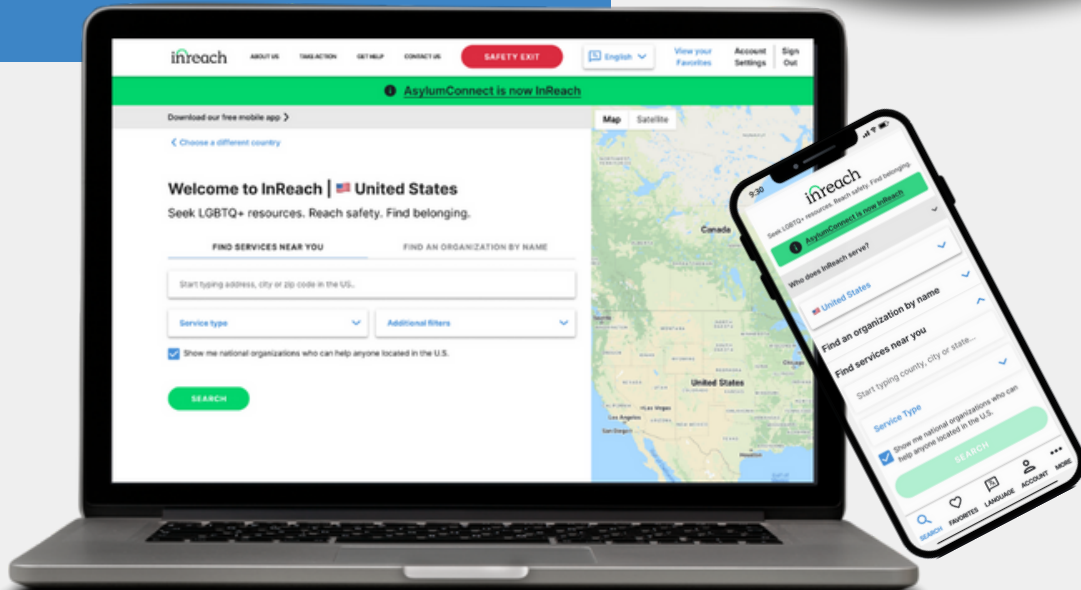 inreach
ABOUT US TAKE ACTION GET HELP CONTACT US
SAFETY EXIT
English
View your
Favorites
Account
Settings
Sign
Out
AsylumConnect is now InReach
Download our free mobile app
Choose a different country
Welcome to InReach | United States
Seek LGBTQ+ resources. Reach safety. Find belonging.
FIND SERVICES NEAR YOU
FIND AN ORGANIZATION BY NAME
Start typing address, city or zip code in the US..
Service type
Additional filters
Show me national organizations who can help anyone located in the U.S.
SEARCH
Map Satellite
Canada
United States
Las Vegas
Los Angeles
San Diego
Chicago
Houston
MONTANA
TEXAS
NEW MEXICO
9:30
inreach
Seek LGBTQ+ resources. Reach safety. Find belonging.
AsylumConnect is now InReach
Who does InReach serve?
United States
Find an organization by name
Find services near you
Start typing county, city or state...
Service Type
Show me national organizations who can
help anyone located in the U.S.
SEARCH
SEARCH FAVORITES LANGUAGE ACCOUNT MORE